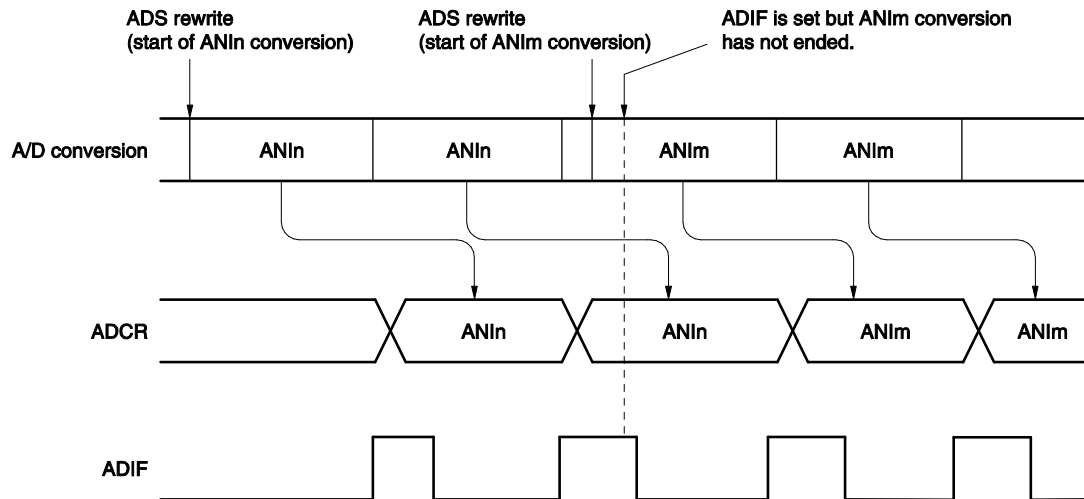 ADS rewrite
(start of ANIn conversion)
ADS rewrite
(start of ANIm conversion)
ADIF is set but ANIm conversion
has not ended.
A/D conversion
ANIn
ANIn
ANIm
ANIm
ADCR
ANIn
ANIn
ANIm
ANIm
ADIF